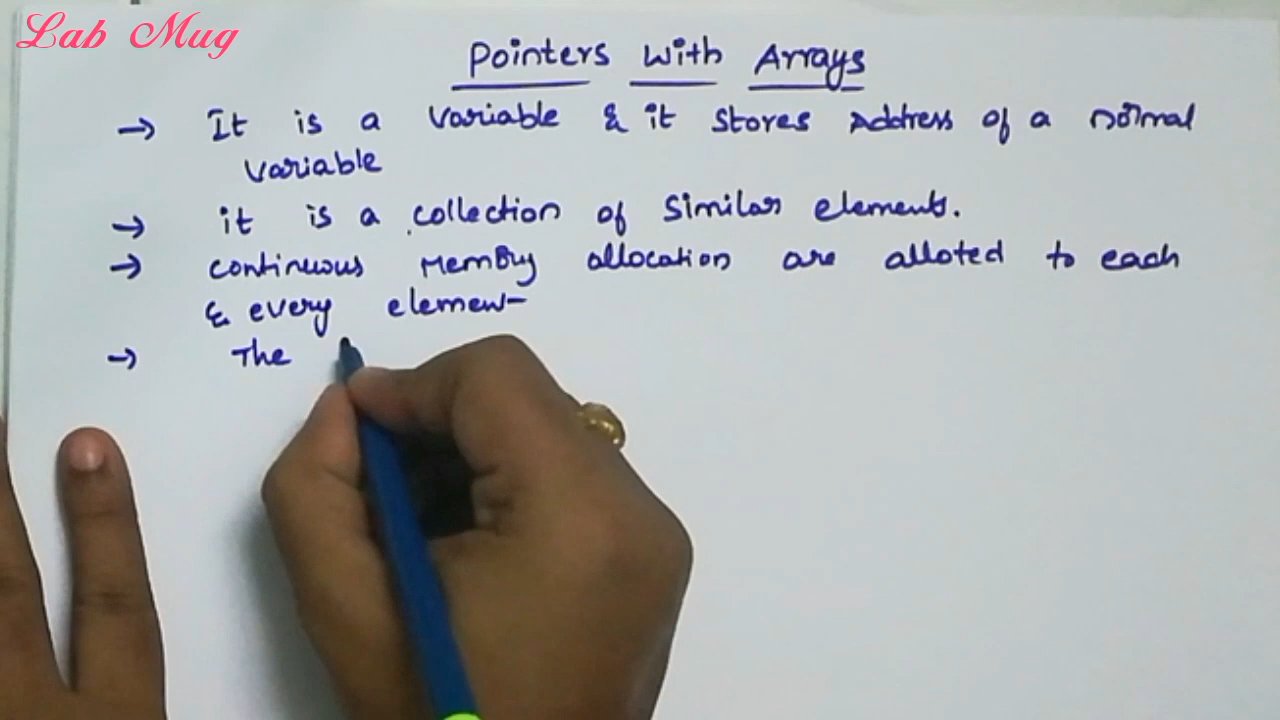 Lab Mug
Pointers with Arrays
→ It is a variable & it stores Address of a normal
variable
→ it is a collection of similar elements.
→ continuous Memory allocation are alloted to each
& every element
→ The